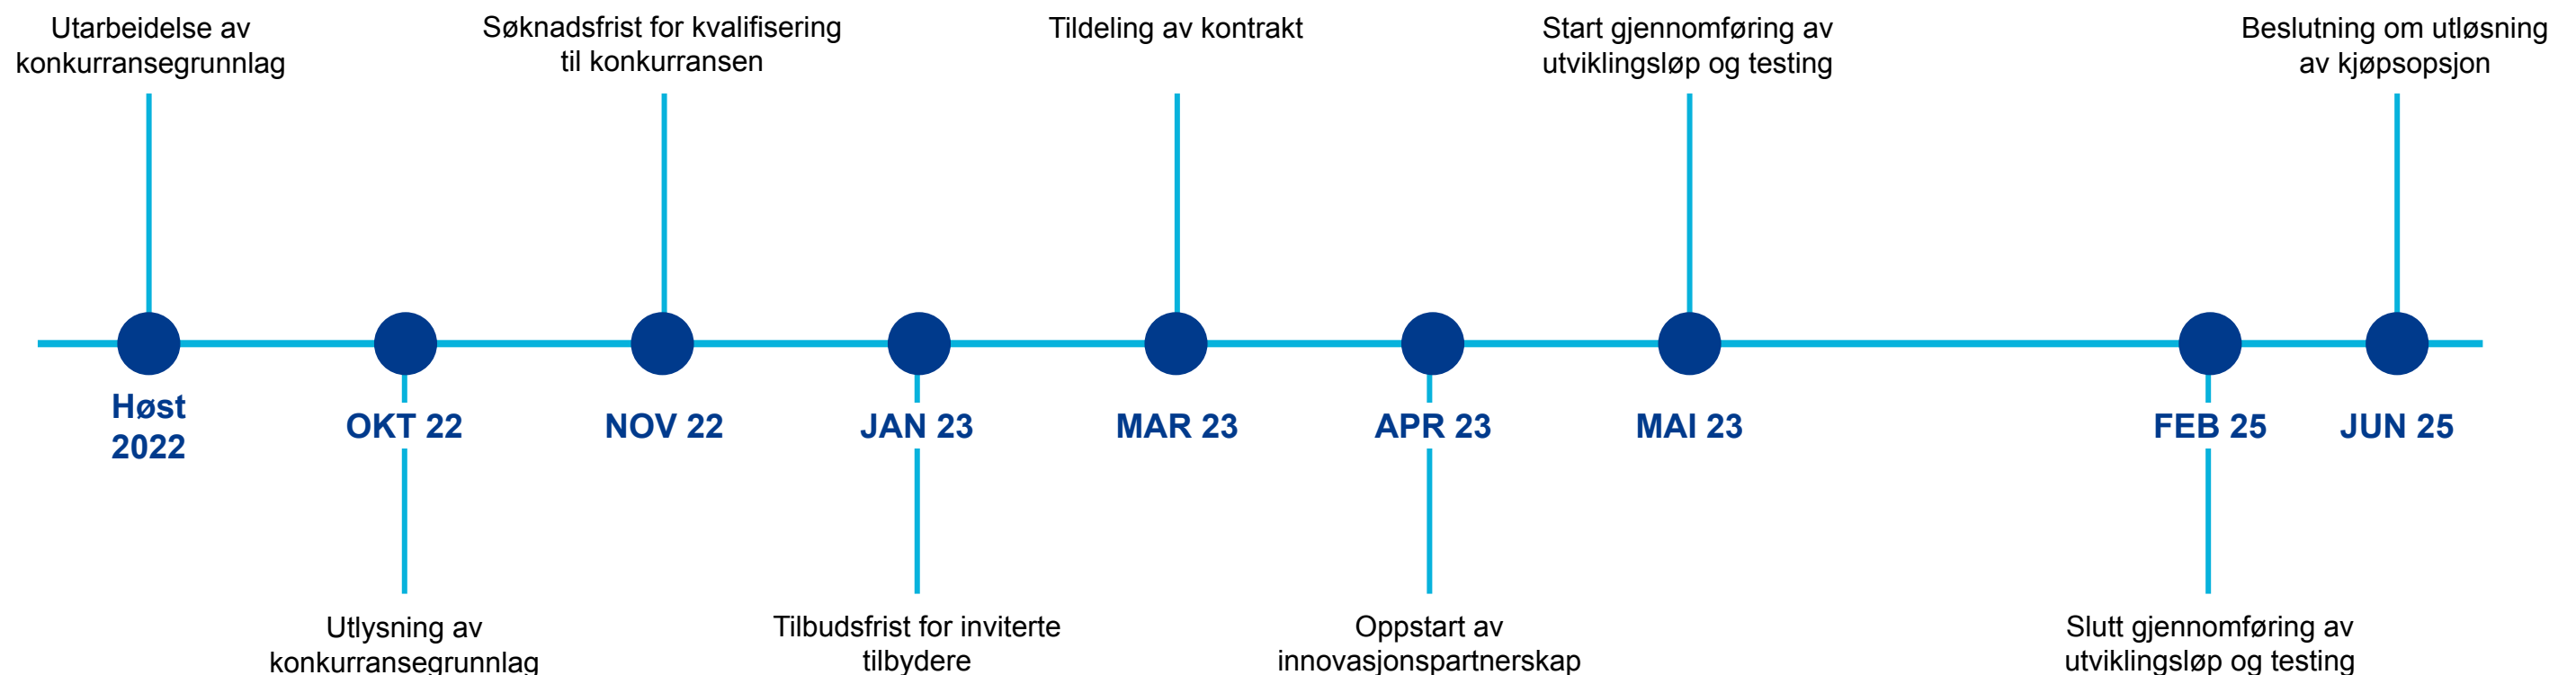 Utarbeidelse av
konkurransegrunnlag
Søknadsfrist for kvalifisering
til konkurransen
Tildeling av kontrakt
Start gjennomføring av
utviklingsløp og testing
Beslutning om utløsning
av kjøpsopsjon
Høst
2022
OKT 22
NOV 22
JAN 23
MAR 23
APR 23
MAI 23
FEB 25
JUN 25
Utlysning av
konkurransegrunnlag
Tilbudsfrist for inviterte
tilbydere
Oppstart av
innovasjonspartnerskap
Slutt gjennomføring av
utviklingsløp og testing